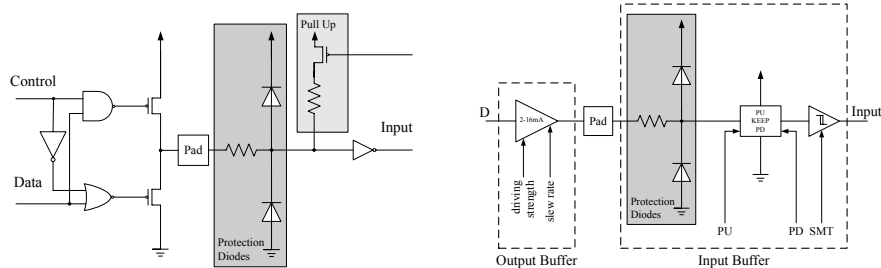 Pull Up
Control
Input
Pad
Data
Protection
Diodes
D
2-16mA
driving
strength
slew rate
Output Buffer
Pad
Protection
Diodes
PU
KEEP
PD
Input
PU
PD
SMT
Input Buffer